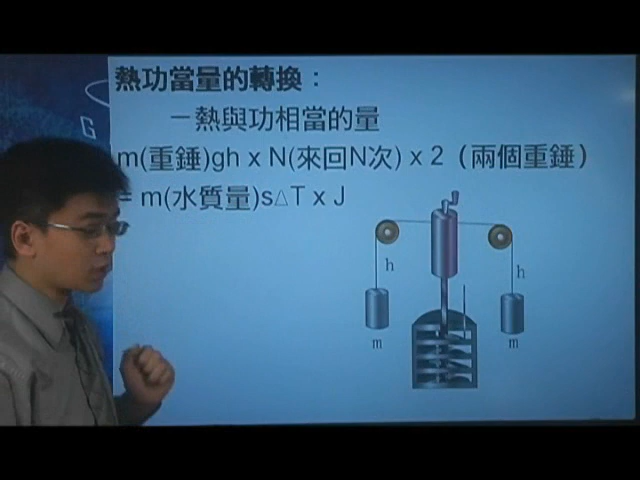 熱功當量的轉換：
－熱與功相當的量
m(重錘)gh x N(來回N次) x 2（兩個重錘）
= m(水質量)s△T x J
G
h
h
m
m